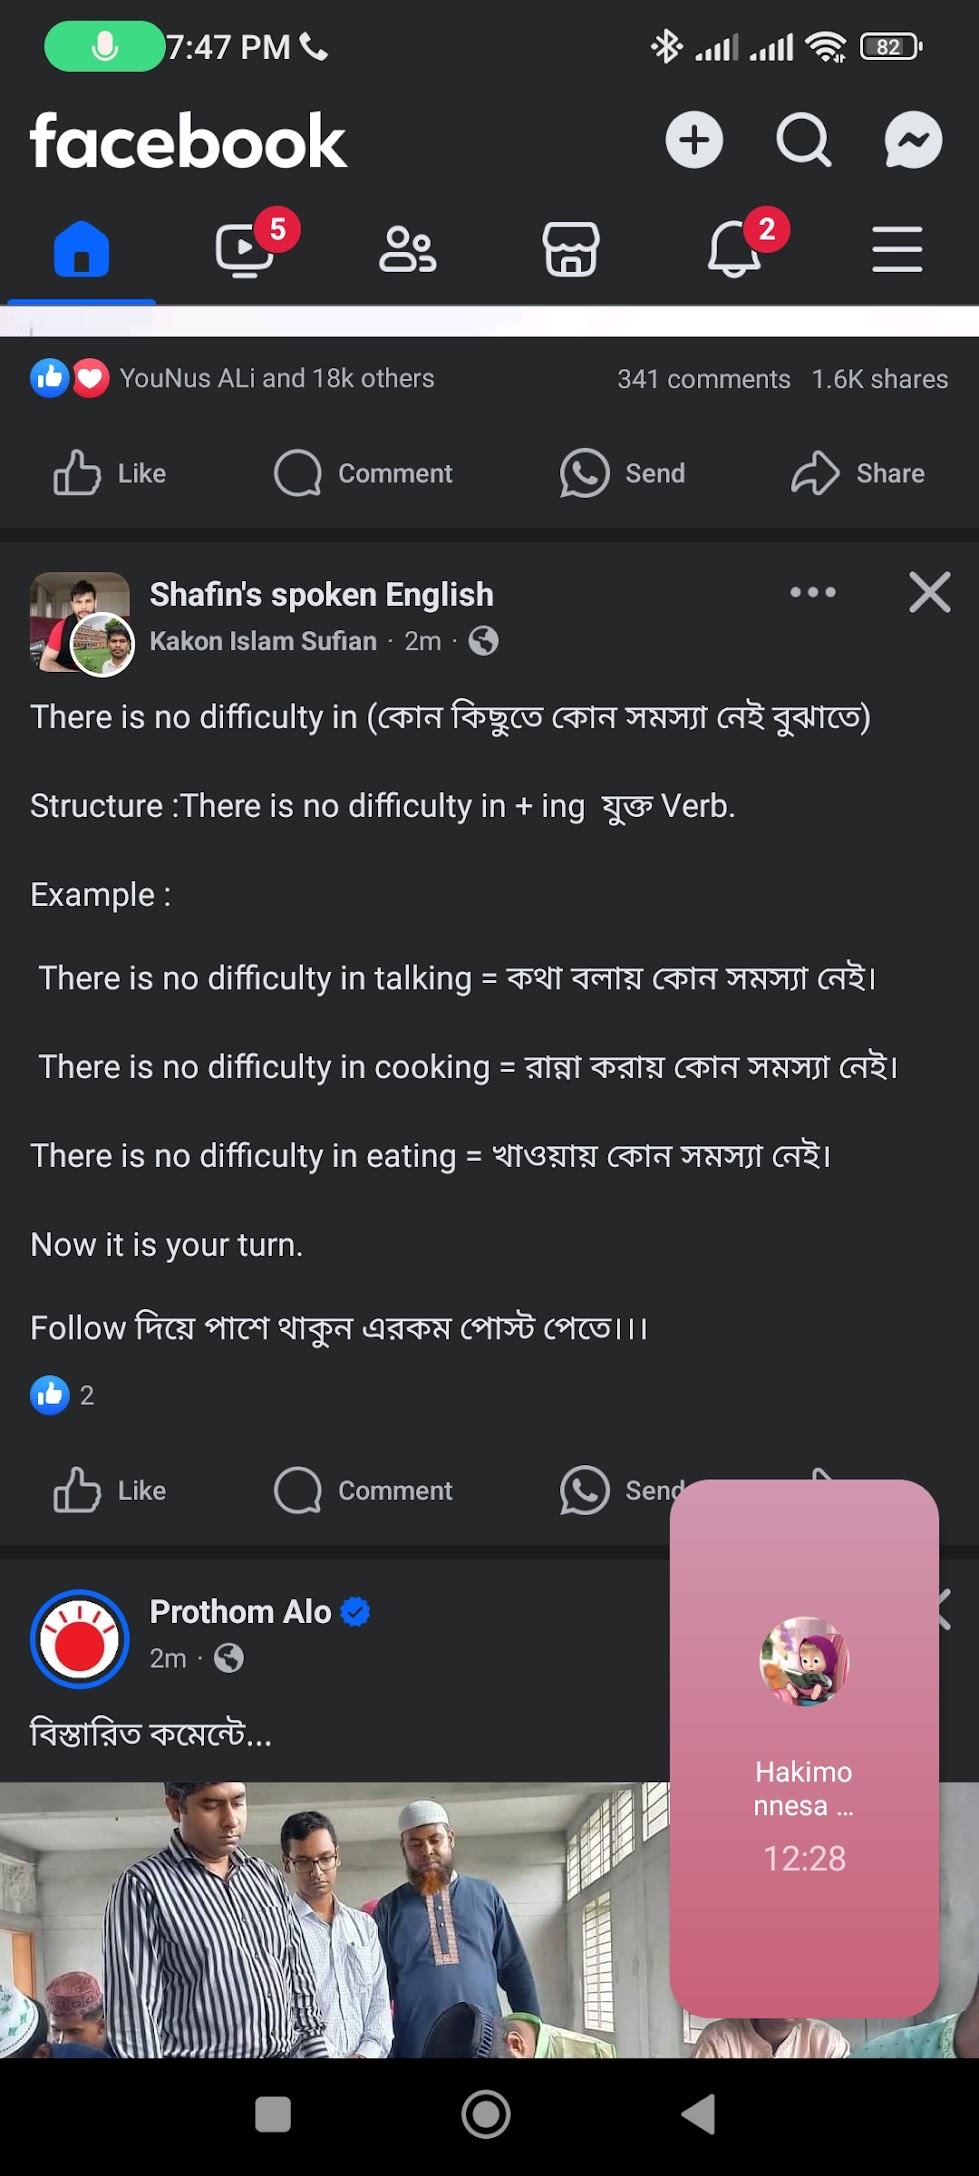 7:47 PM
82
facebook
5
2
YouNus ALi and 18k others
341 comments 1.6K shares
Like
Comment
Send
Share
Shafin's spoken English
Kakon Islam Sufian · 2m ·
There is no difficulty in (কোন কিছুতে কোন সমস্যা নেই বুঝাতে)
Structure :There is no difficulty in + ing যুক্ত Verb.
Example :
There is no difficulty in talking = কথা বলায় কোন সমস্যা নেই।
There is no difficulty in cooking = রান্না করায় কোন সমস্যা নেই।
There is no difficulty in eating = খাওয়ায় কোন সমস্যা নেই।
Now it is your turn.
Follow দিয়ে পাশে থাকুন এরকম পোস্ট পেতে।।।
2
Like
Comment
Send
Prothom Alo
2m ·
বিস্তারিত কমেন্টে...
Hakimo
nnesa ...
12:28